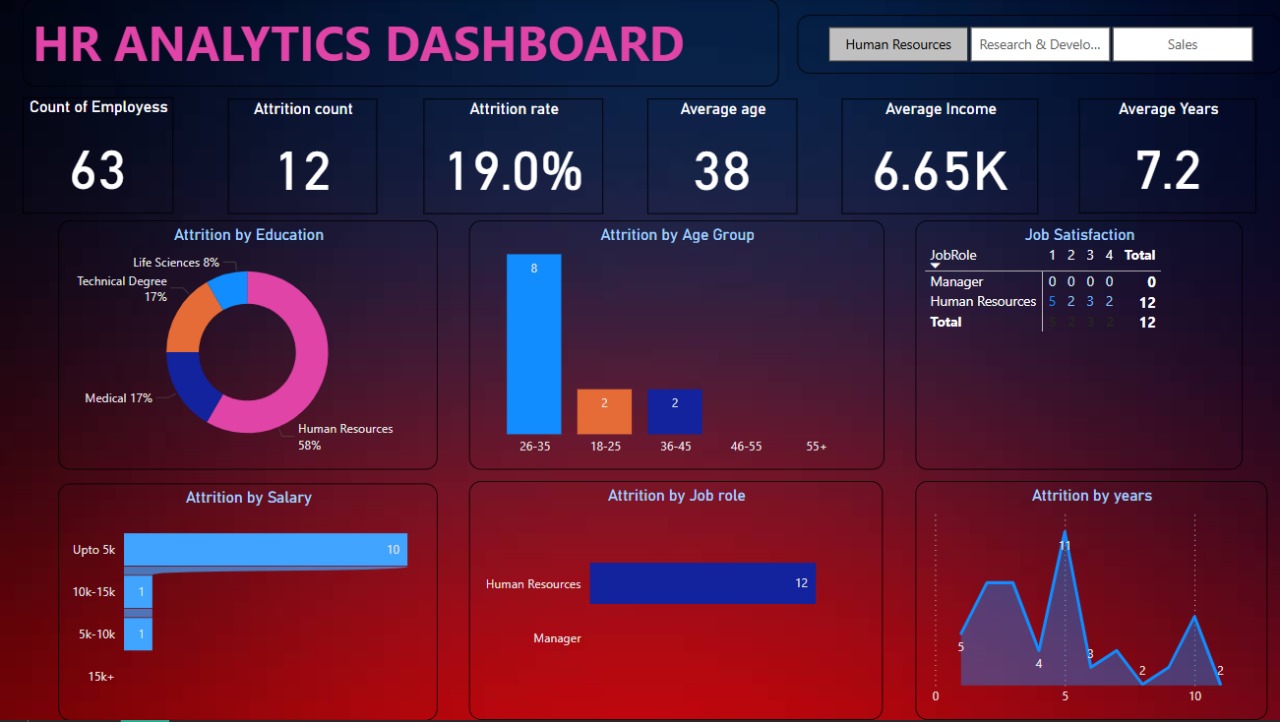 HR ANALYTICS DASHBOARD
Human Resources
Research & Develo...
Sales
Count of Employess
63
Attrition count
12
Attrition rate
19.0%
Average age
38
Average Income
6.65K
Average Years
7.2
Attrition by Education
Life Sciences 8%
Technical Degree
17%
Medical 17%
Human Resources
58%
Attrition by Age Group
8
2
2
26-35 18-25 36-45 46-55 55+
Job Satisfaction
JobRole 1 2 3 4 Total
Manager 0 0 0 0 0
Human Resources 5 2 3 2 12
Total 5 2 3 2 12
Attrition by Salary
Upto 5k 10
10k-15k 1
5k-10k 1
15k+
Attrition by Job role
Human Resources 12
Manager
Attrition by years
11
5
4
3
2
2
0 5 10